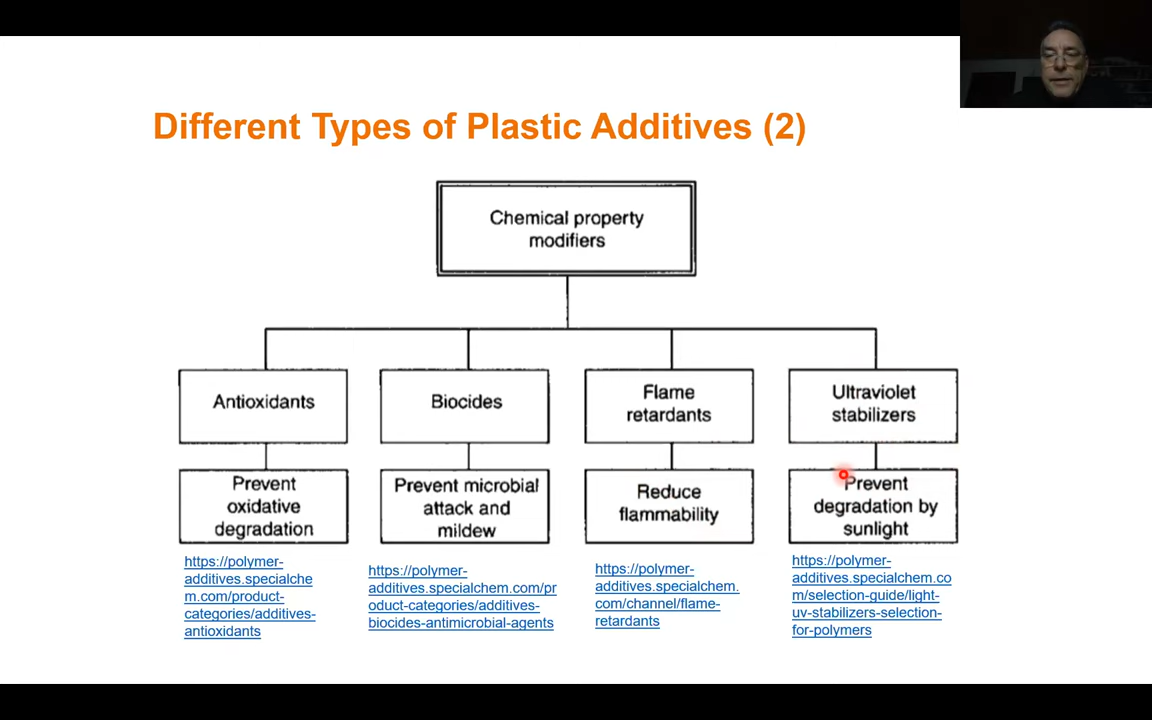 Different Types of Plastic Additives (2)
Chemical property
modifiers
Antioxidants
Biocides
Flame
retardants
Ultraviolet
stabilizers
Prevent
oxidative
degradation
Prevent microbial
attack and
mildew
Reduce
flammability
Prevent
degradation by
sunlight
https://polymer-
additives.specialche
m.com/product-
categories/additives-
antioxidants
https://polymer-
additives.specialchem.com/pr
oduct-categories/additives-
biocides-antimicrobial-agents
https://polymer-
additives.specialchem.
com/channel/flame-
retardants
https://polymer-
additives.specialchem.co
m/selection-guide/light-
uv-stabilizers-selection-
for-polymers